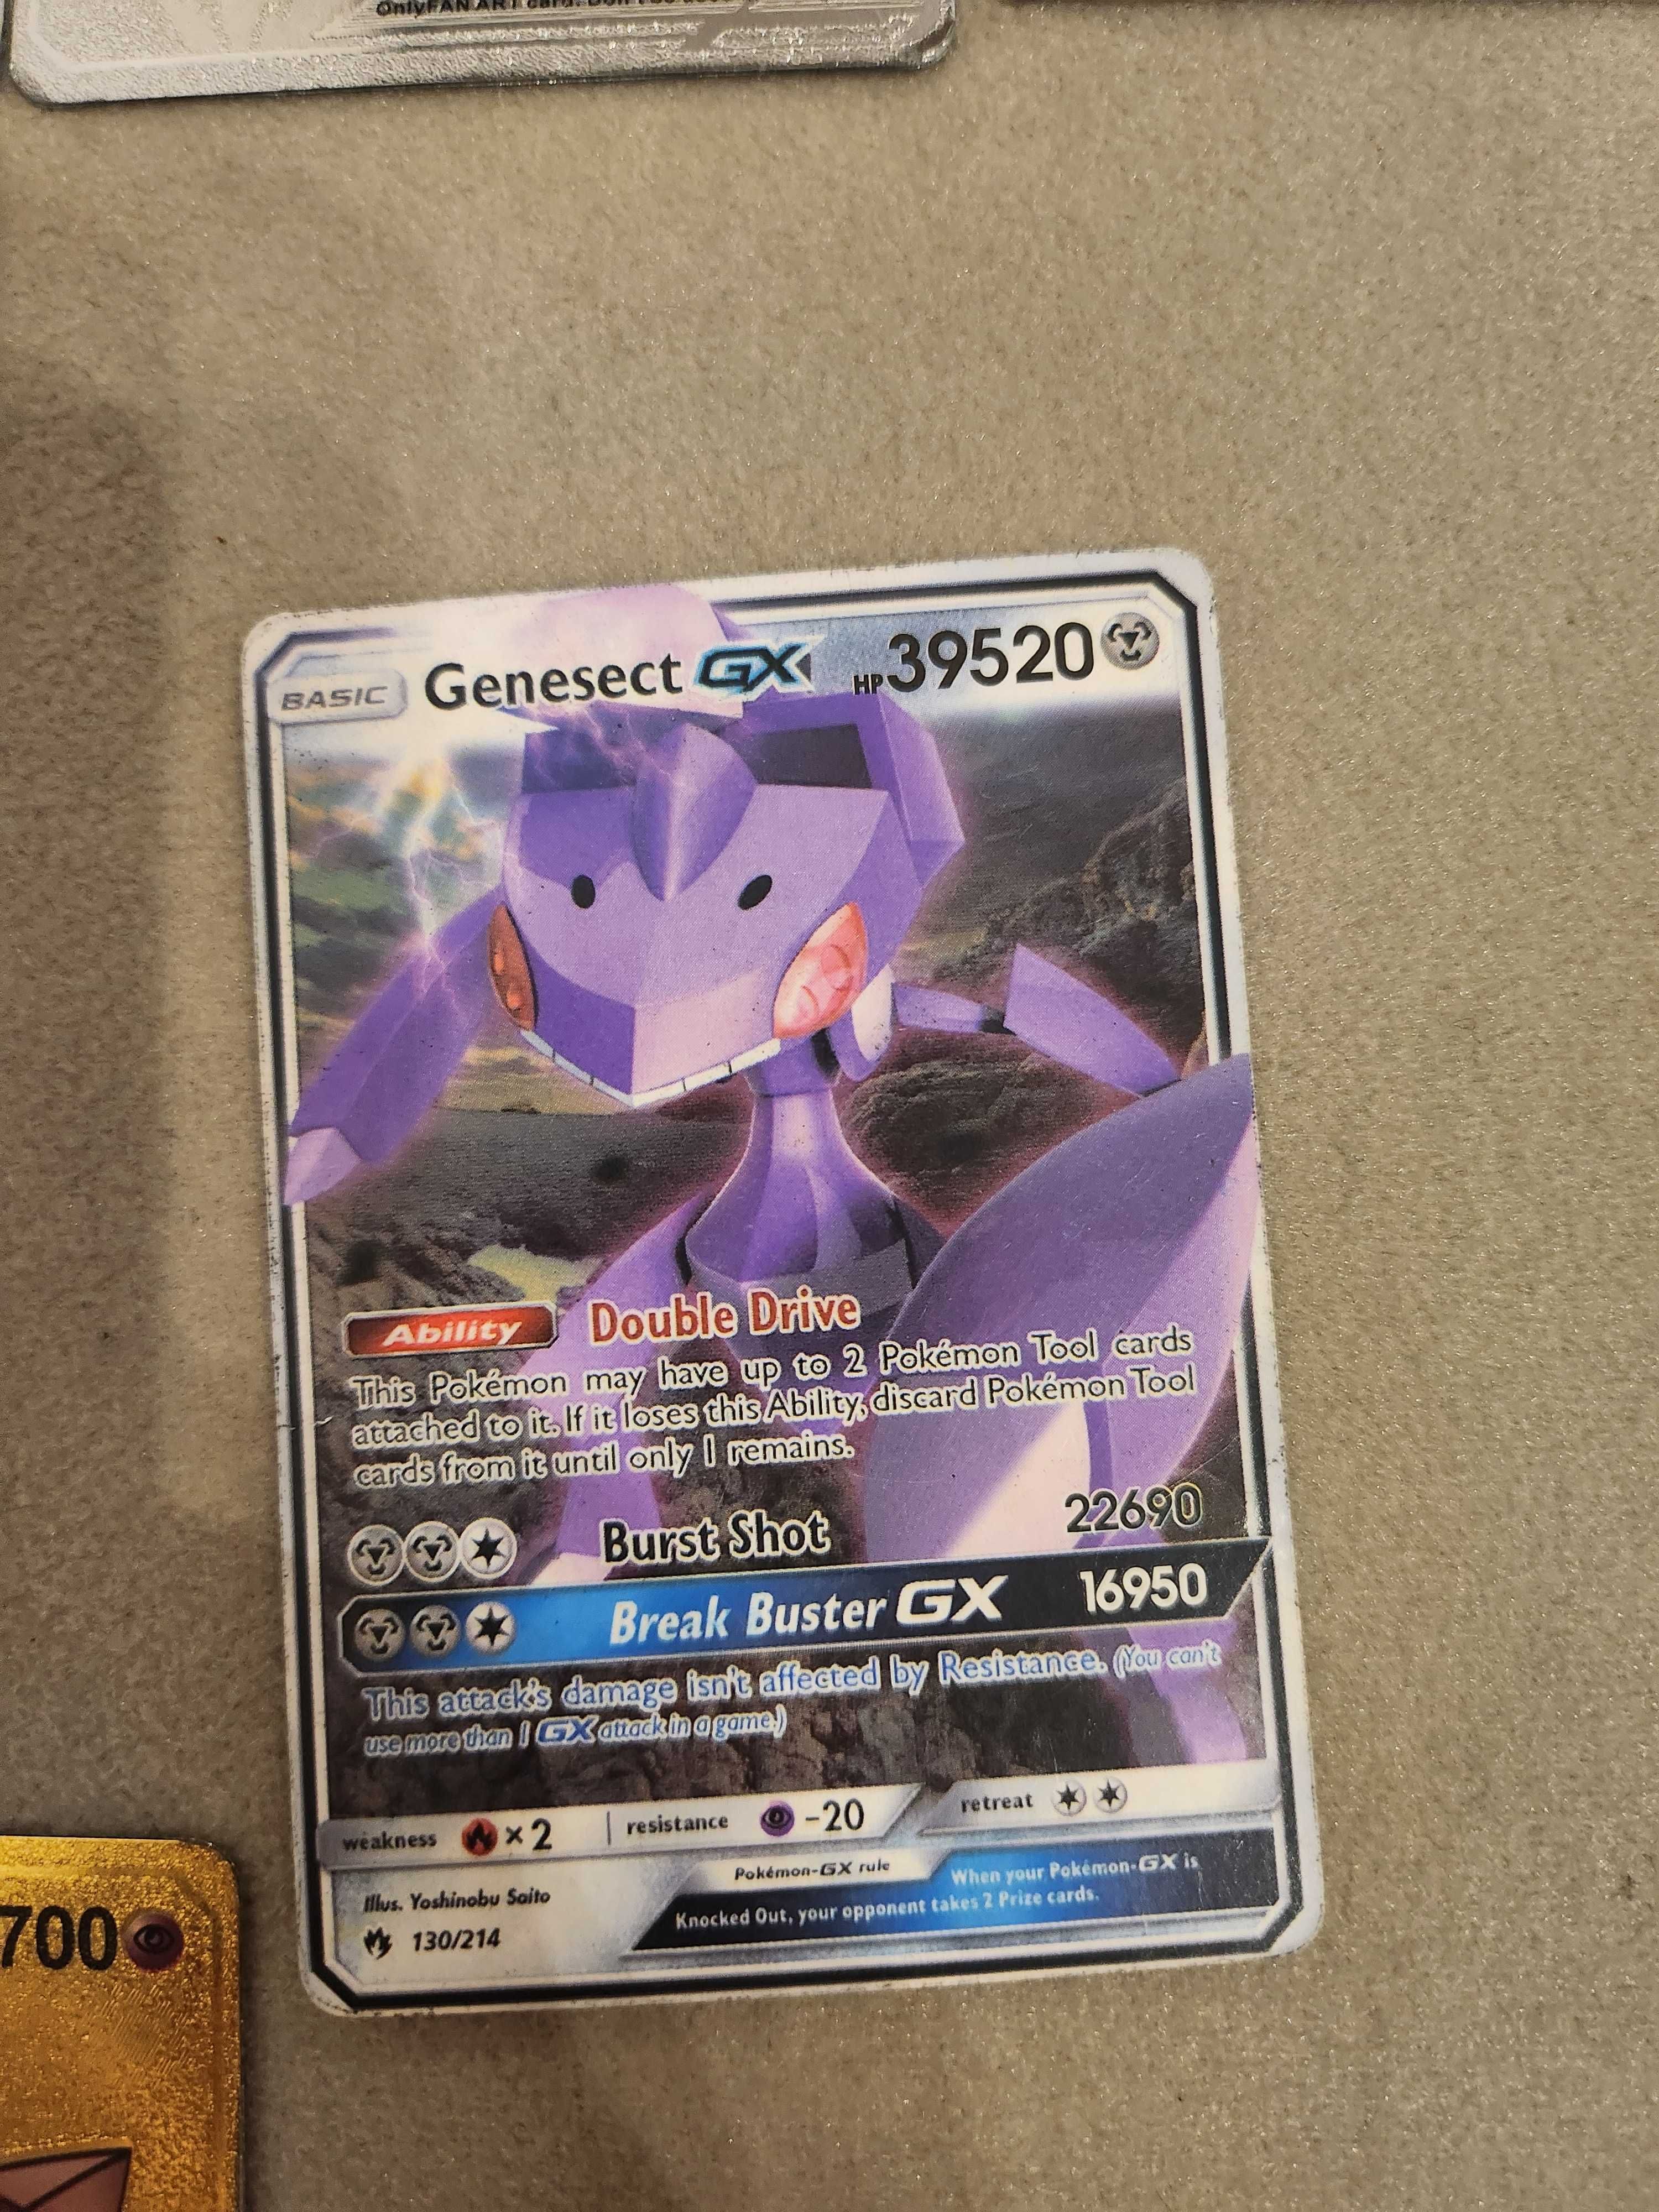 OnlyFAN ART card. Don't
BASIC Genesect GX HP 39520
Ability Double Drive
This Pokémon may have up to 2 Pokémon Tool cards
attached to it. If it loses this Ability, discard Pokémon Tool
cards from it until only 1 remains.
Burst Shot 22690
Break Buster GX 16950
This attack's damage isn't affected by Resistance. (You can't
use more than 1 GX attack in a game.)
weakness ×2 resistance -20 retreat
Illus. Yoshinobu Saito
130/214
Pokémon-GX rule When your Pokémon-GX is
Knocked Out, your opponent takes 2 Prize cards.
700